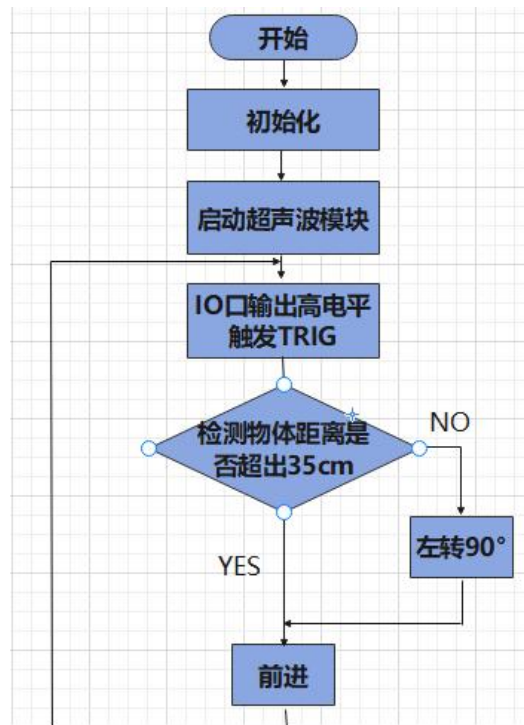 开始
初始化
启动超声波模块
IO口输出高电平
触发TRIG
检测物体距离是
否超出35cm
NO
左转90°
YES
前进